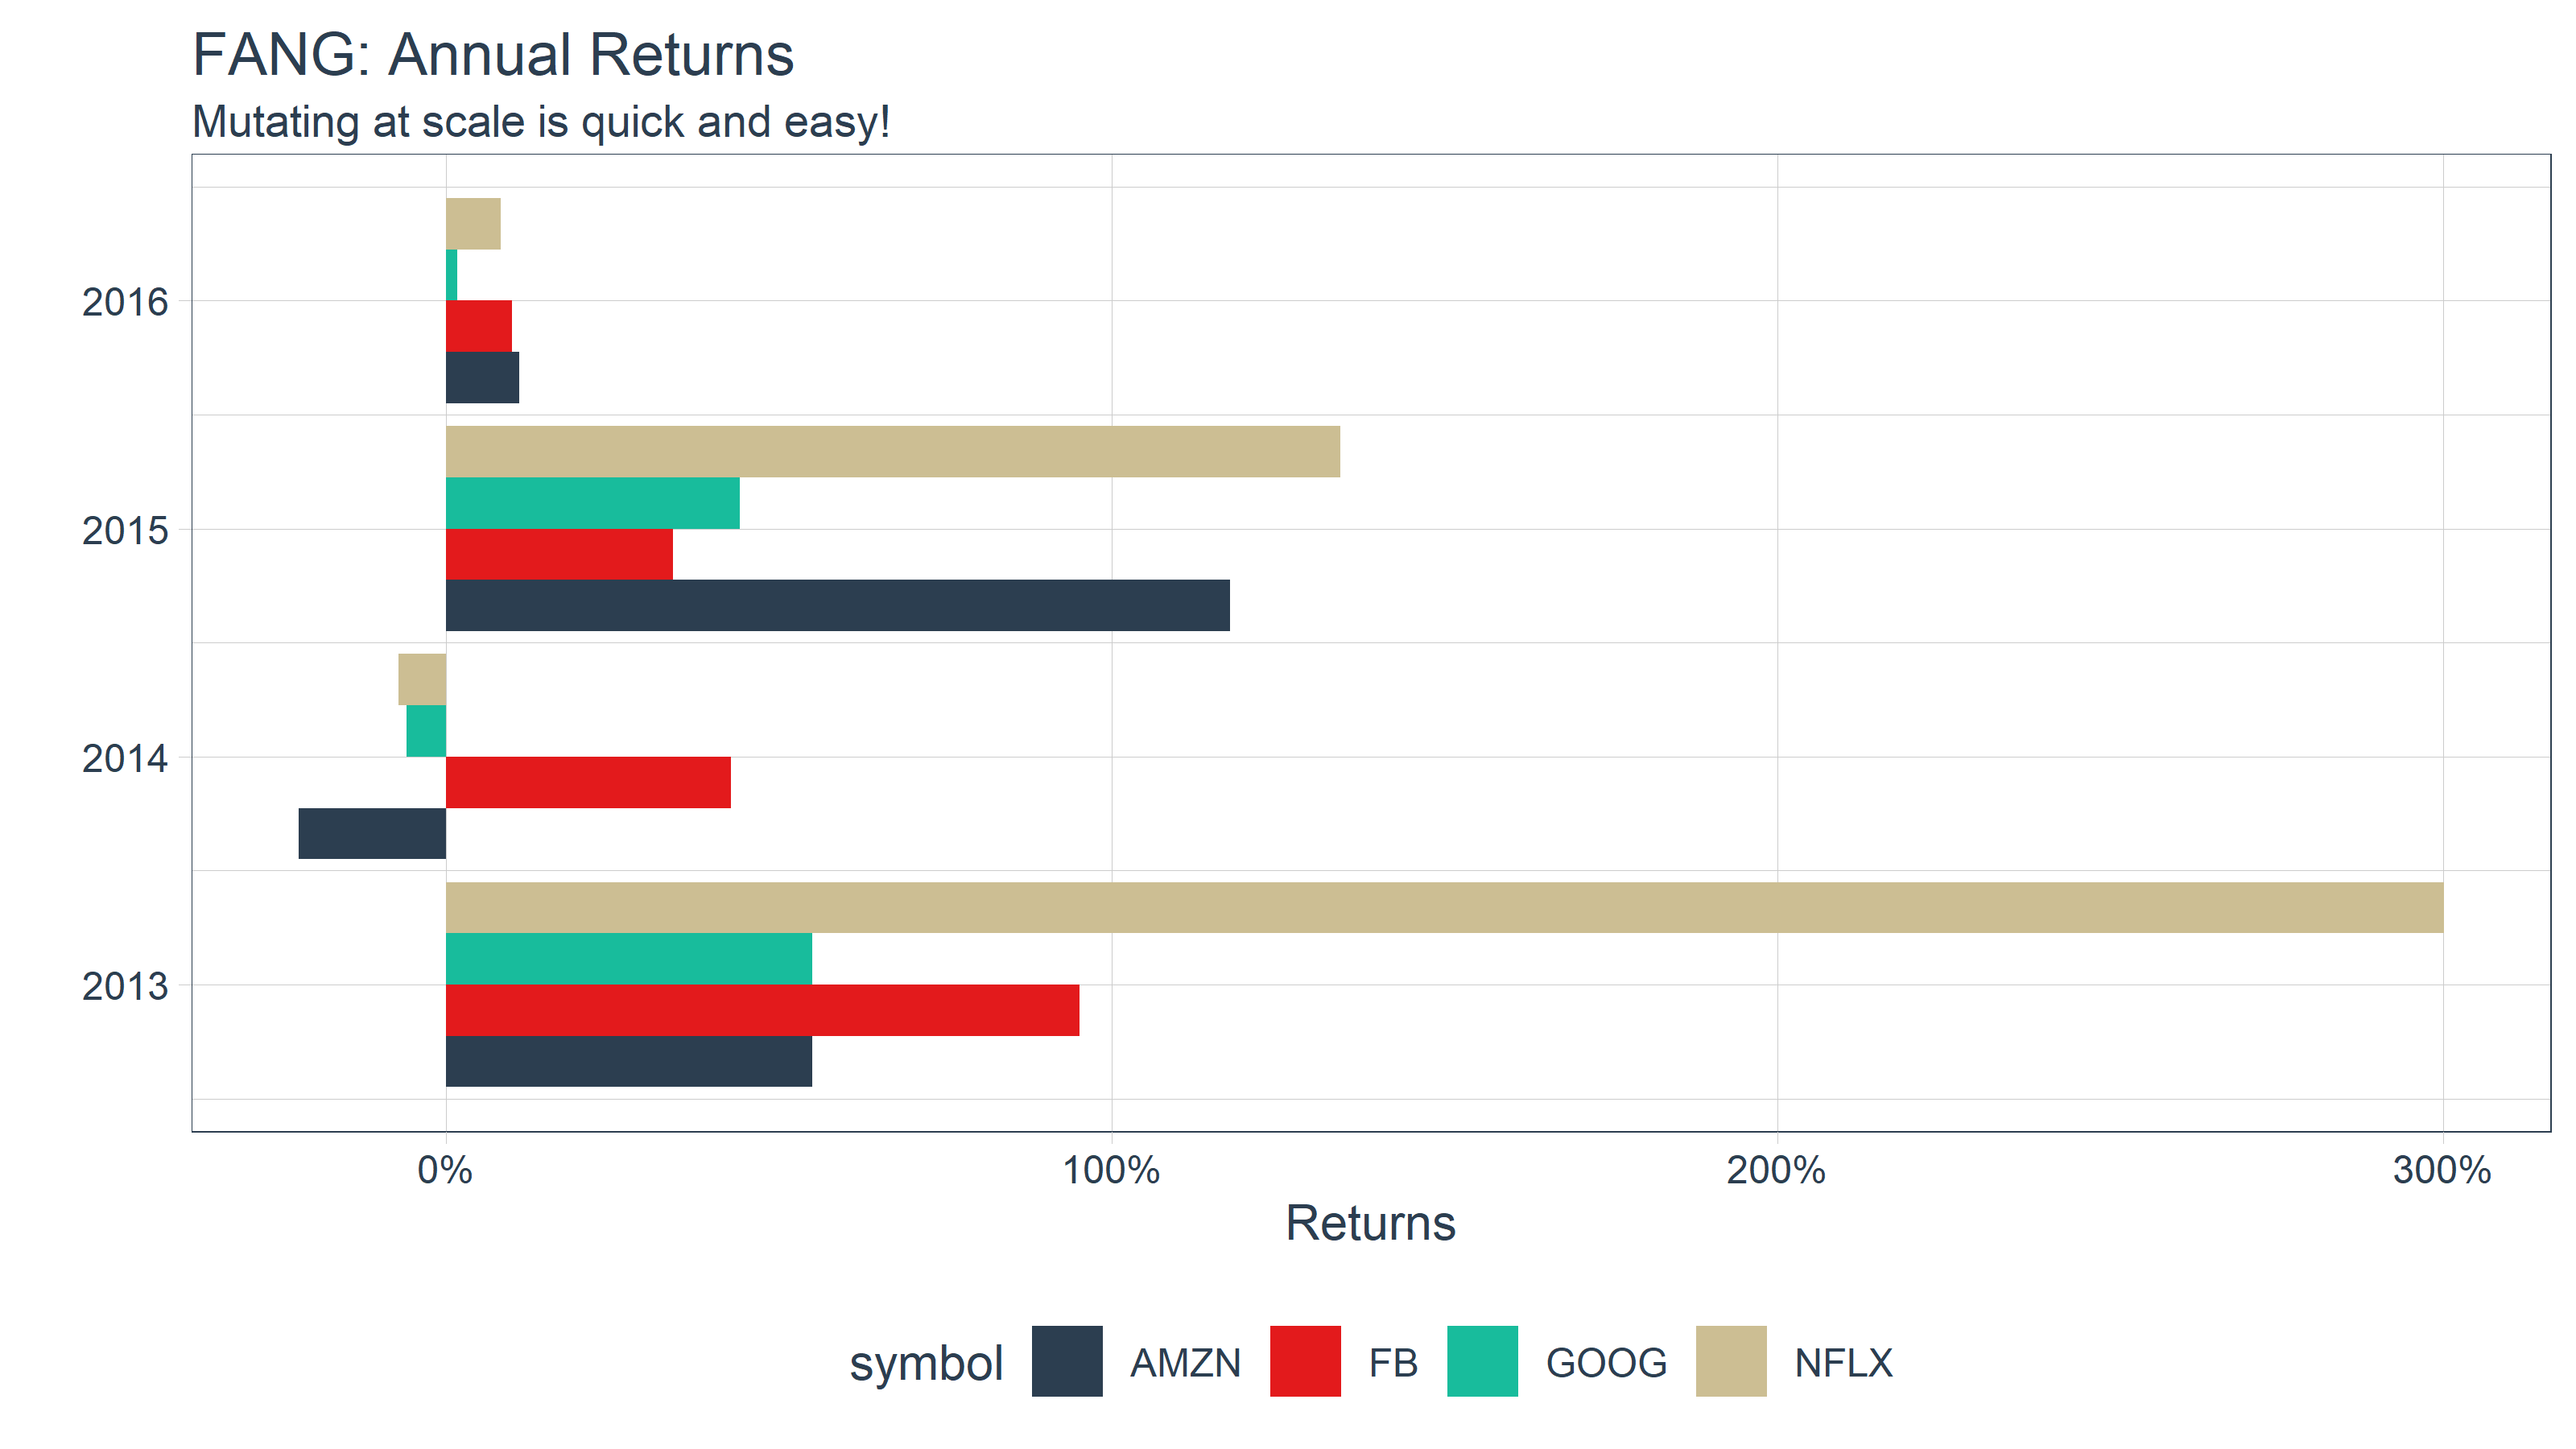 FANG: Annual Returns
Mutating at scale is quick and easy!
2016
2015
2014
2013
0% 100% 200% 300%
Returns
symbol AMZN FB GOOG NFLX